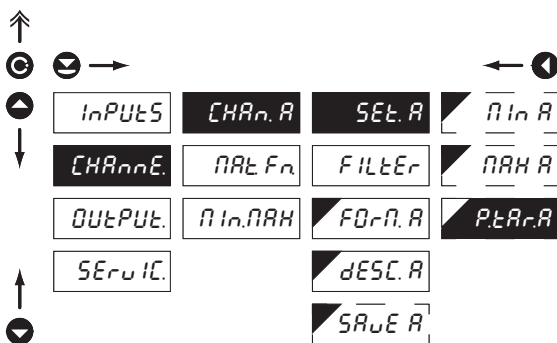 InPUtS CHAn. A SEt. A MIn A
CHAnnE. MAt. Fn. FILtEr MAX A
OUtPUt. MIn.MAX FOrM. A P.tAr.A
SErvIC. dESC. A
SAvE A